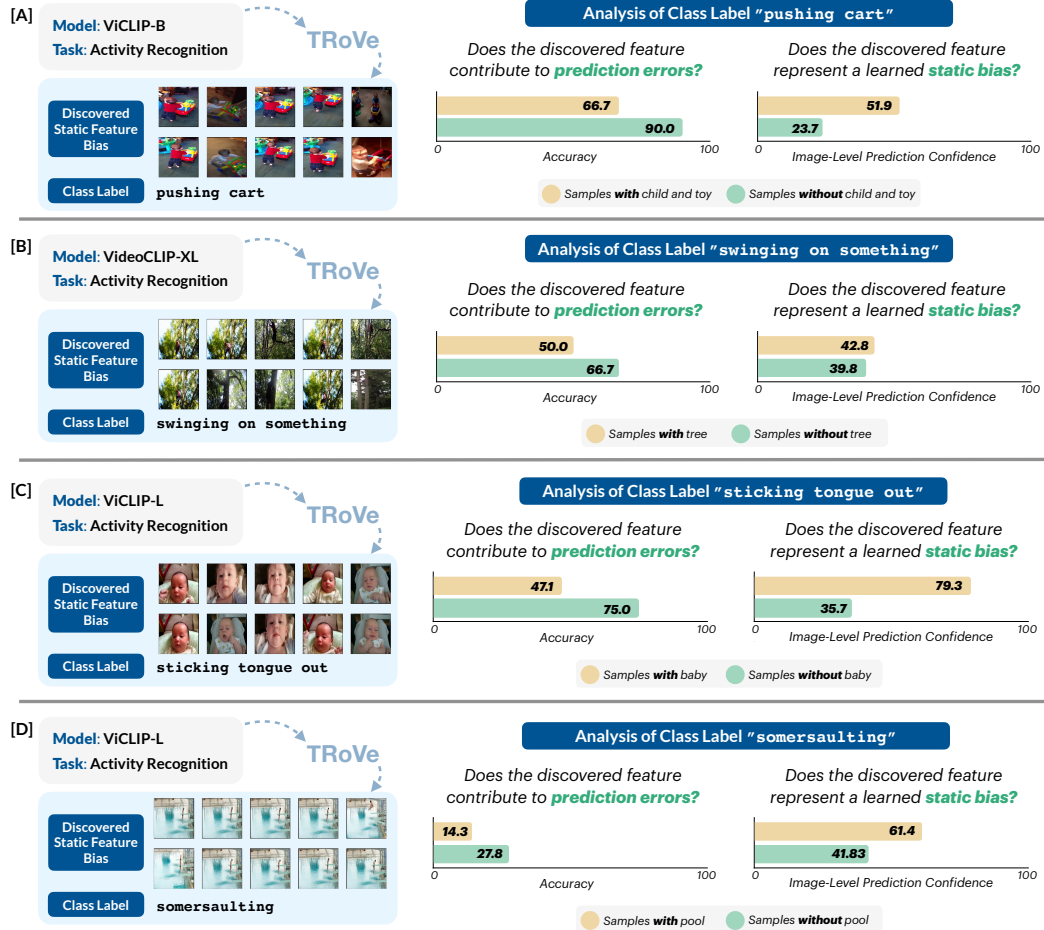 [A]
Model: ViCLIP-B
Task: Activity Recognition
TRoVe
Discovered
Static Feature
Bias
Class Label
pushing cart
Analysis of Class Label "pushing cart"
Does the discovered feature
contribute to prediction errors?
66.7
90.0
0
100
Accuracy
Does the discovered feature
represent a learned static bias?
51.9
23.7
0
100
Image-Level Prediction Confidence
Samples with child and toy
Samples without child and toy
[B]
Model: VideoCLIP-XL
Task: Activity Recognition
TRoVe
Discovered
Static Feature
Bias
Class Label
swinging on something
Analysis of Class Label "swinging on something"
Does the discovered feature
contribute to prediction errors?
50.0
66.7
0
100
Accuracy
Does the discovered feature
represent a learned static bias?
42.8
39.8
0
100
Image-Level Prediction Confidence
Samples with tree
Samples without tree
[C]
Model: ViCLIP-L
Task: Activity Recognition
TRoVe
Discovered
Static Feature
Bias
Class Label
sticking tongue out
Analysis of Class Label "sticking tongue out"
Does the discovered feature
contribute to prediction errors?
47.1
75.0
0
100
Accuracy
Does the discovered feature
represent a learned static bias?
79.3
35.7
0
100
Image-Level Prediction Confidence
Samples with baby
Samples without baby
[D]
Model: ViCLIP-L
Task: Activity Recognition
TRoVe
Discovered
Static Feature
Bias
Class Label
somersaulting
Analysis of Class Label "somersaulting"
Does the discovered feature
contribute to prediction errors?
14.3
27.8
0
100
Accuracy
Does the discovered feature
represent a learned static bias?
61.4
41.83
0
100
Image-Level Prediction Confidence
Samples with pool
Samples without pool